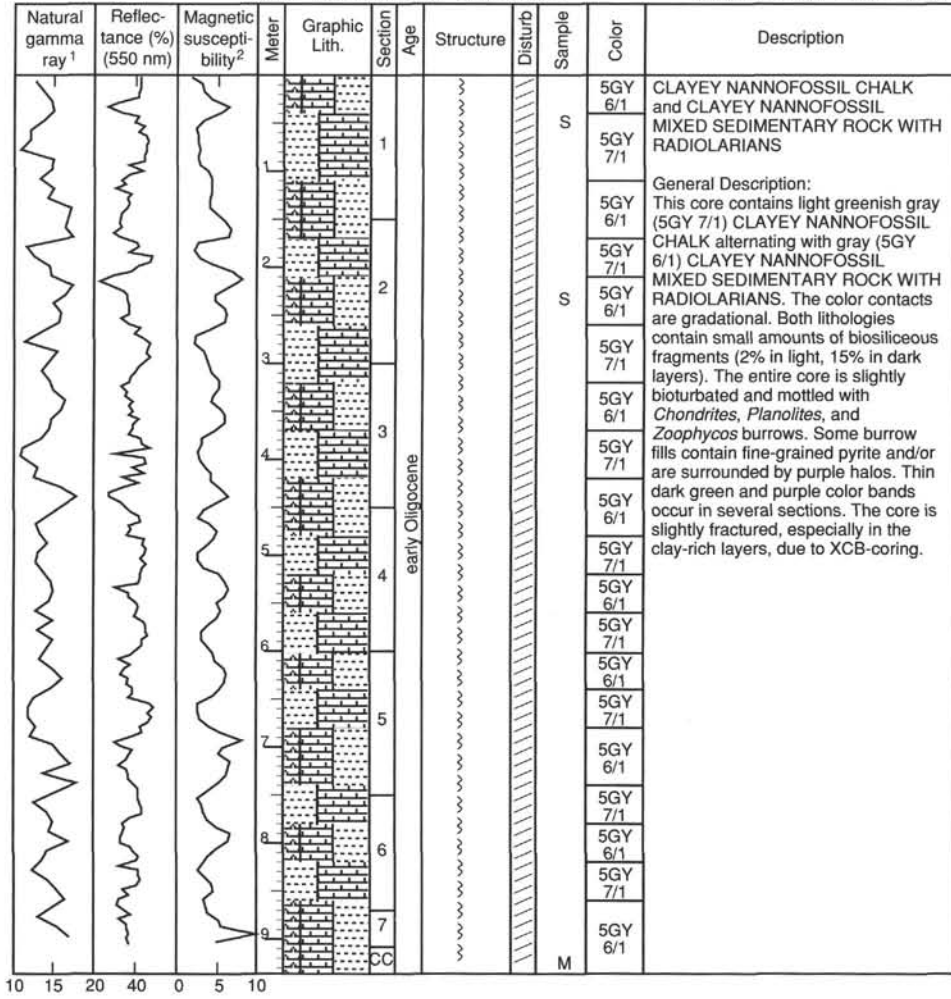 Natural gamma ray¹
Reflectance (%) (550 nm)
Magnetic susceptibility²
Meter
Graphic Lith.
Section
Age
Structure
Disturb
Sample
Color
Description
1
2
3
4
5
6
7
8
9
1
2
3
4
5
6
7
CC
early Oligocene
S
S
M
5GY
6/1
5GY
7/1
5GY
6/1
5GY
7/1
5GY
6/1
5GY
7/1
5GY
6/1
5GY
7/1
5GY
6/1
5GY
7/1
5GY
6/1
5GY
7/1
5GY
6/1
5GY
7/1
5GY
6/1
5GY
7/1
5GY
6/1
5GY
7/1
5GY
6/1
CLAYEY NANNOFOSSIL CHALK
and CLAYEY NANNOFOSSIL
MIXED SEDIMENTARY ROCK WITH
RADIOLARIANS
General Description:
This core contains light greenish gray
(5GY 7/1) CLAYEY NANNOFOSSIL
CHALK alternating with gray (5GY
6/1) CLAYEY NANNOFOSSIL
MIXED SEDIMENTARY ROCK WITH
RADIOLARIANS. The color contacts
are gradational. Both lithologies
contain small amounts of biosiliceous
fragments (2% in light, 15% in dark
layers). The entire core is slightly
bioturbated and mottled with
Chondrites, Planolites, and
Zoophycos burrows. Some burrow
fills contain fine-grained pyrite and/or
are surrounded by purple halos. Thin
dark green and purple color bands
occur in several sections. The core is
slightly fractured, especially in the
clay-rich layers, due to XCB-coring.
10 20 40 0 5 10